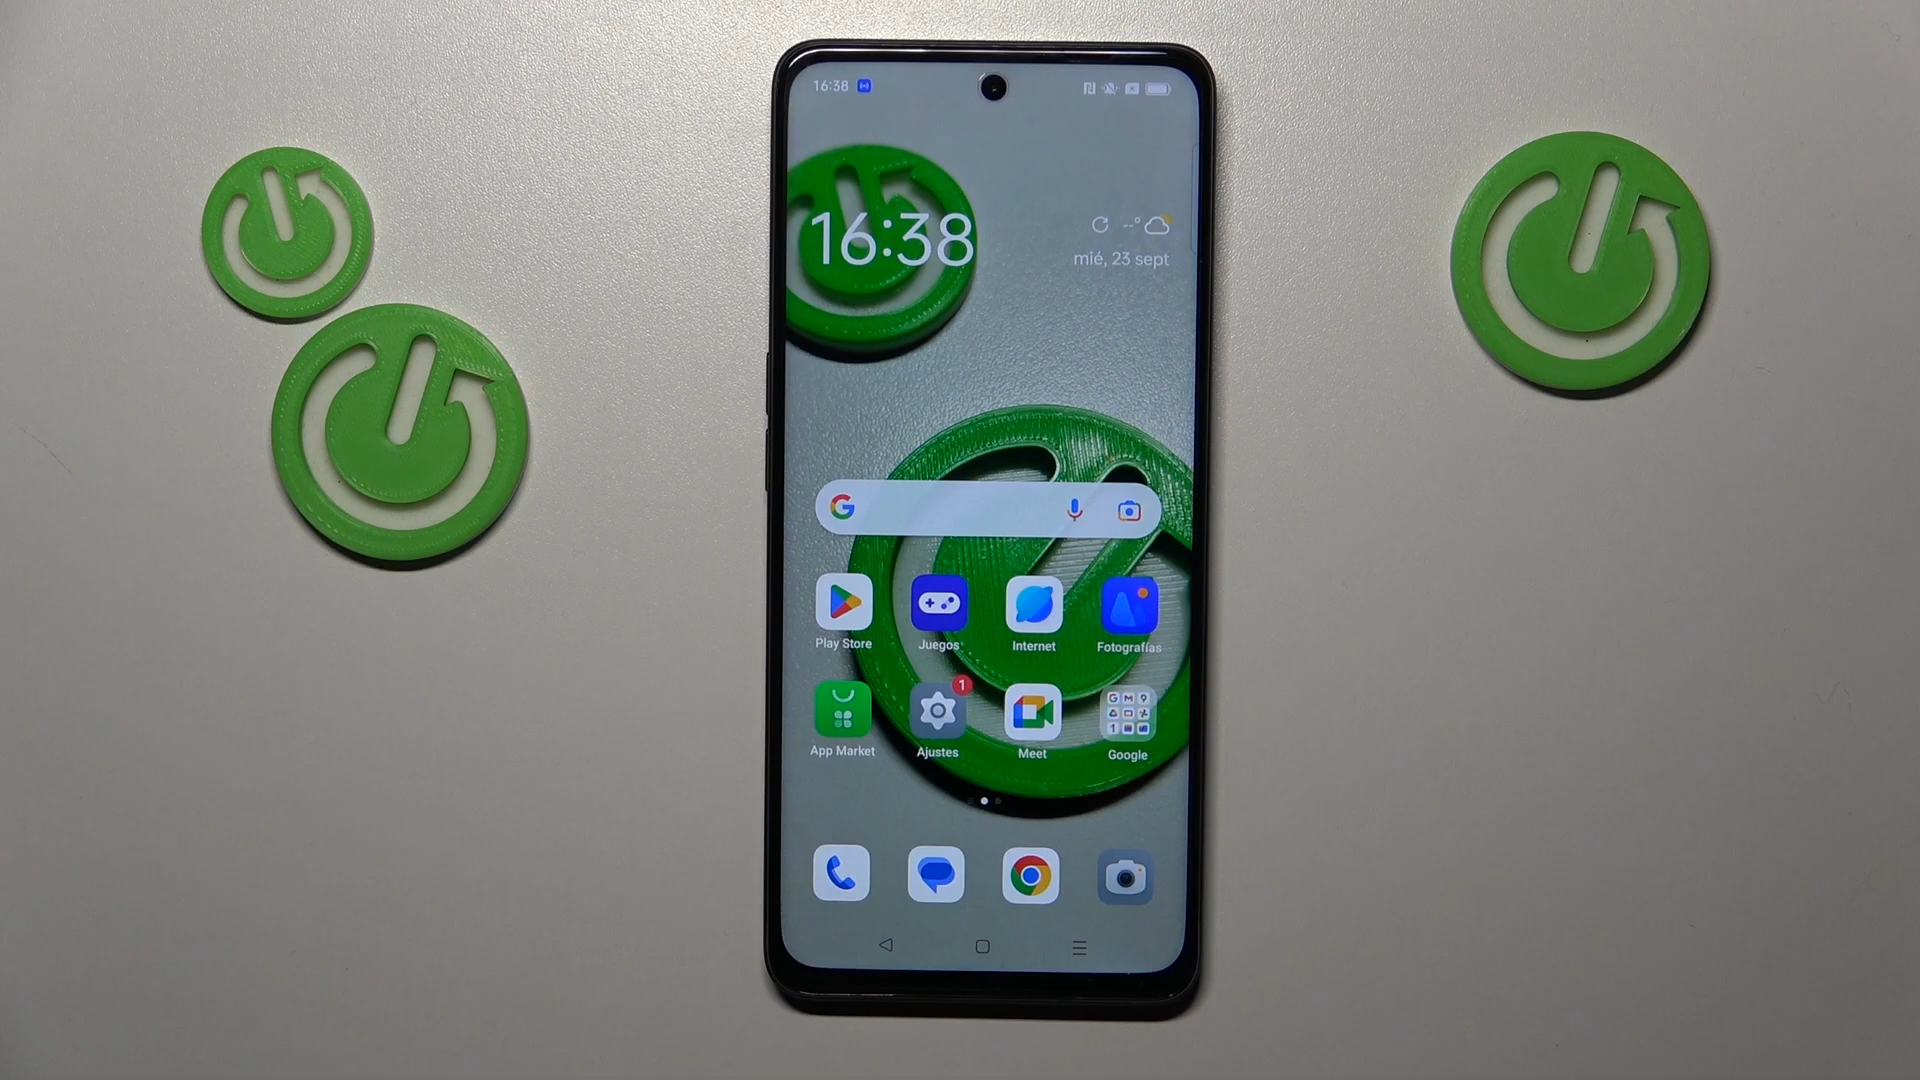 16:38
16:38
--°
mié, 23 sept
Play Store
Juegos
Internet
Fotografías
1
App Market
Ajustes
Meet
Google